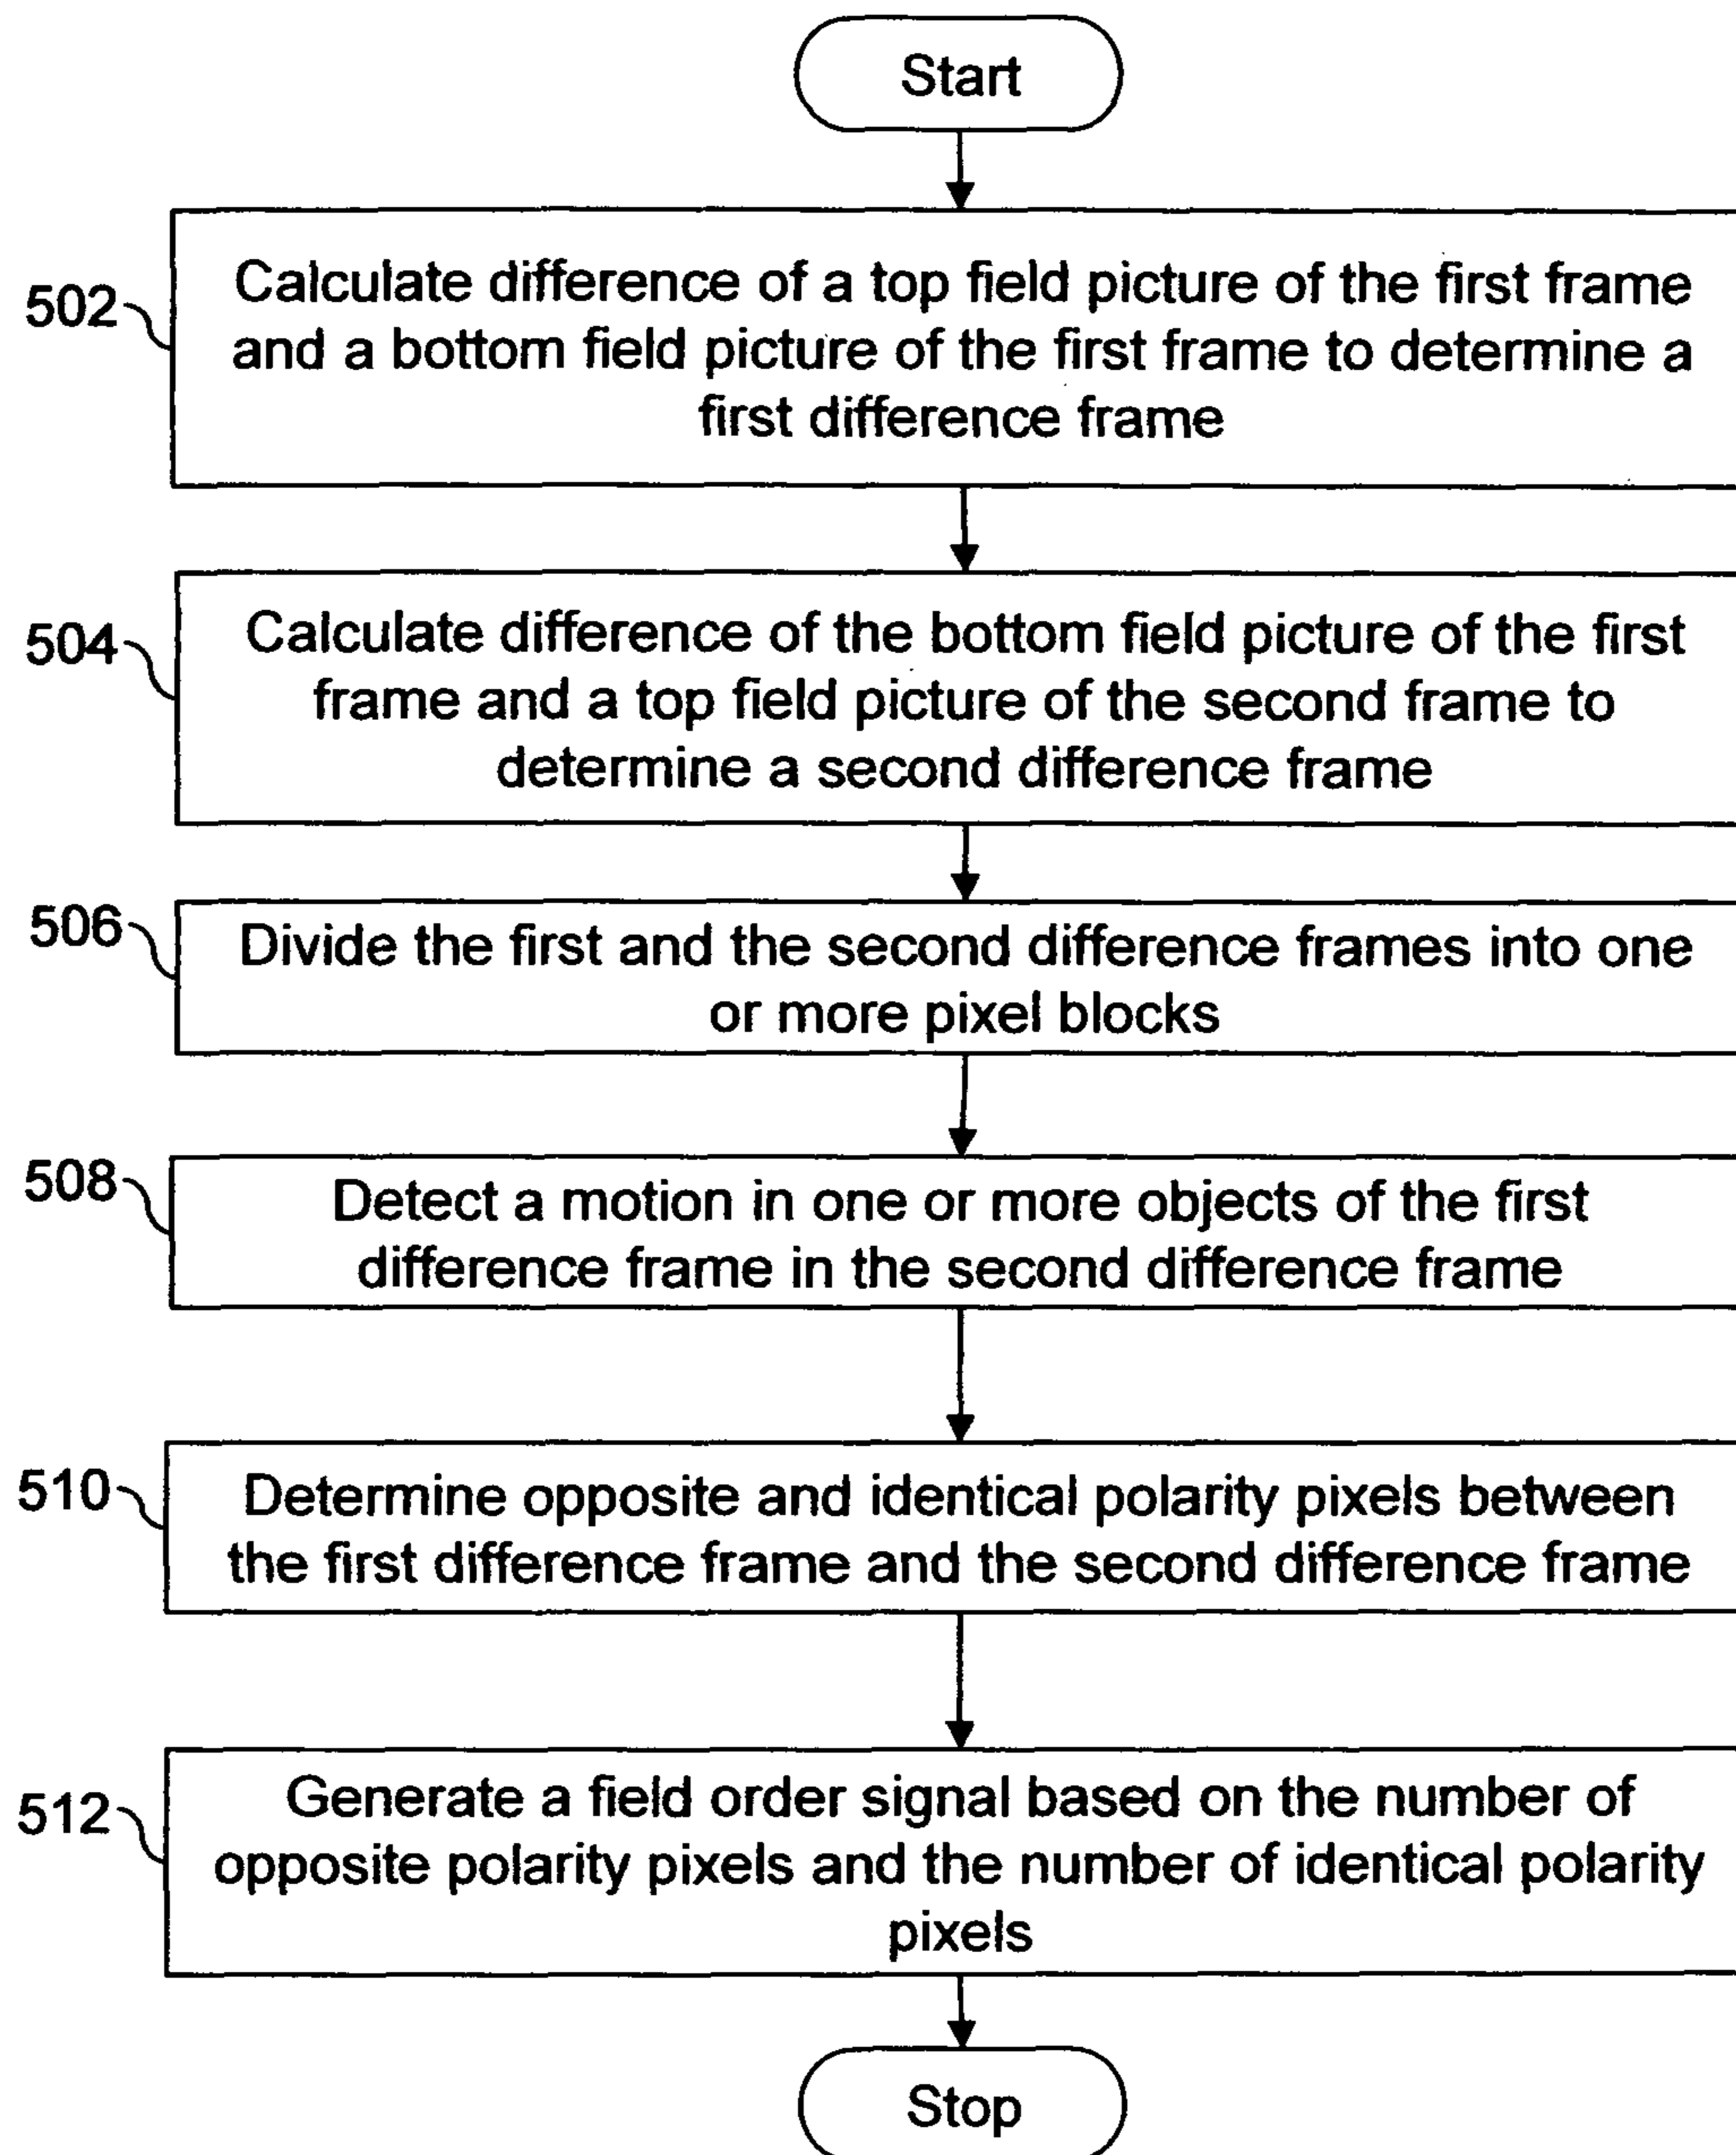 Start
502
Calculate difference of a top field picture of the first frame
and a bottom field picture of the first frame to determine a
first difference frame
504
Calculate difference of the bottom field picture of the first
frame and a top field picture of the second frame to
determine a second difference frame
506
Divide the first and the second difference frames into one
or more pixel blocks
508
Detect a motion in one or more objects of the first
difference frame in the second difference frame
510
Determine opposite and identical polarity pixels between
the first difference frame and the second difference frame
512
Generate a field order signal based on the number of
opposite polarity pixels and the number of identical polarity
pixels
Stop